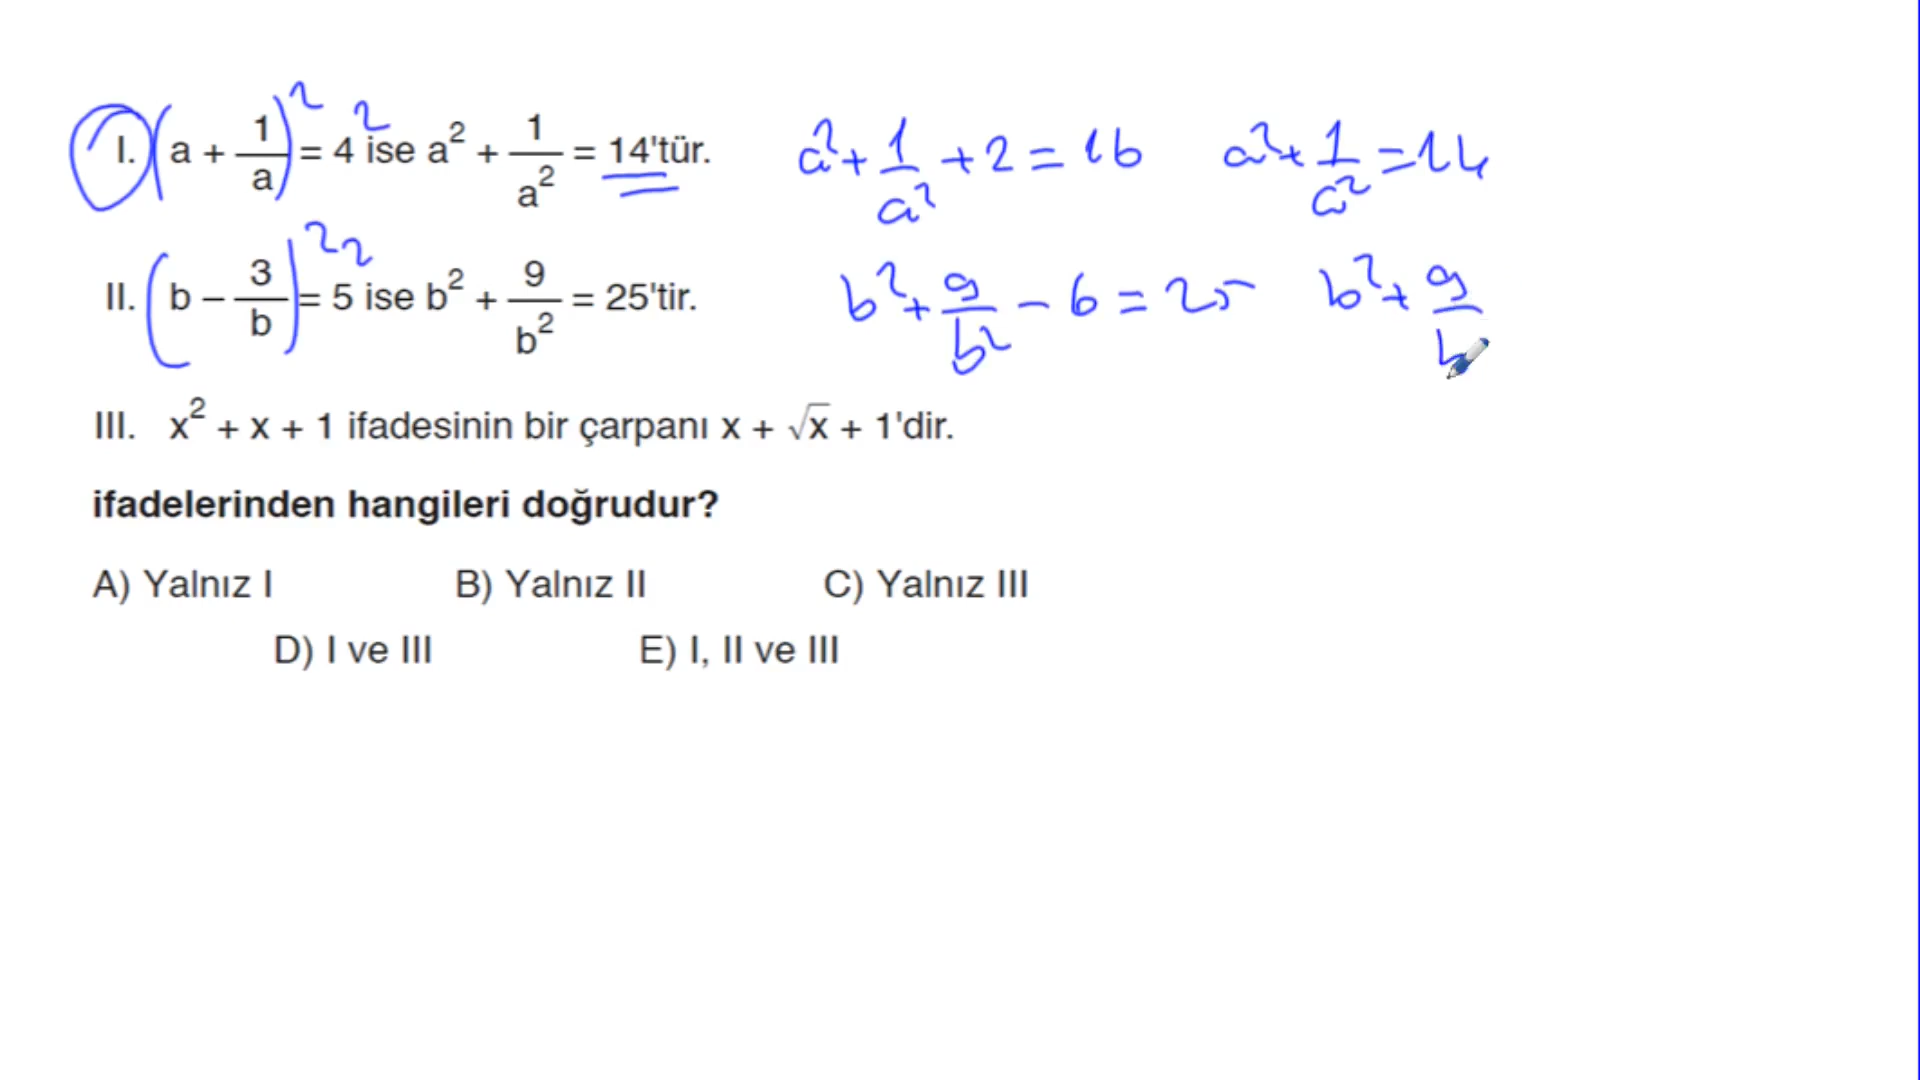 I. (a + 1/a)² = 4² ise a² + 1/a² = 14'tür. a² + 1/a² + 2 = 16 a² + 1/a² = 14
II. (b − 3/b)² = 5² ise b² + 9/b² = 25'tir. b² + 9/b² − 6 = 25 b² + 9/b
III. x² + x + 1 ifadesinin bir çarpanı x + √x + 1'dir.
ifadelerinden hangileri doğrudur?
A) Yalnız I B) Yalnız II C) Yalnız III
D) I ve III E) I, II ve III